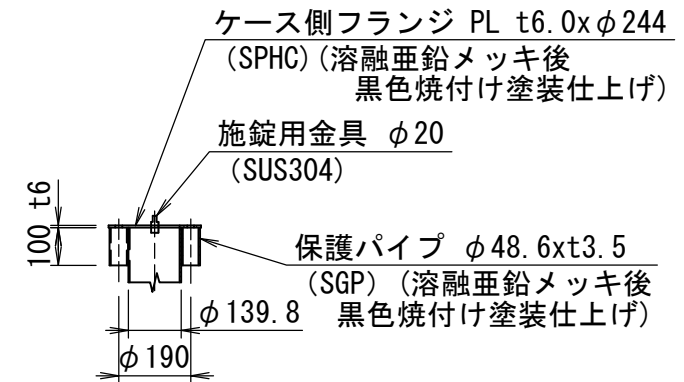 ケース側フランジ PL t6.0xφ244
(SPHC)(溶融亜鉛メッキ後
黒色焼付け塗装仕上げ)
施錠用金具 φ20
(SUS304)
t6
100
保護パイプ φ48.6xt3.5
(SGP) (溶融亜鉛メッキ後
黒色焼付け塗装仕上げ)
φ139.8
φ190